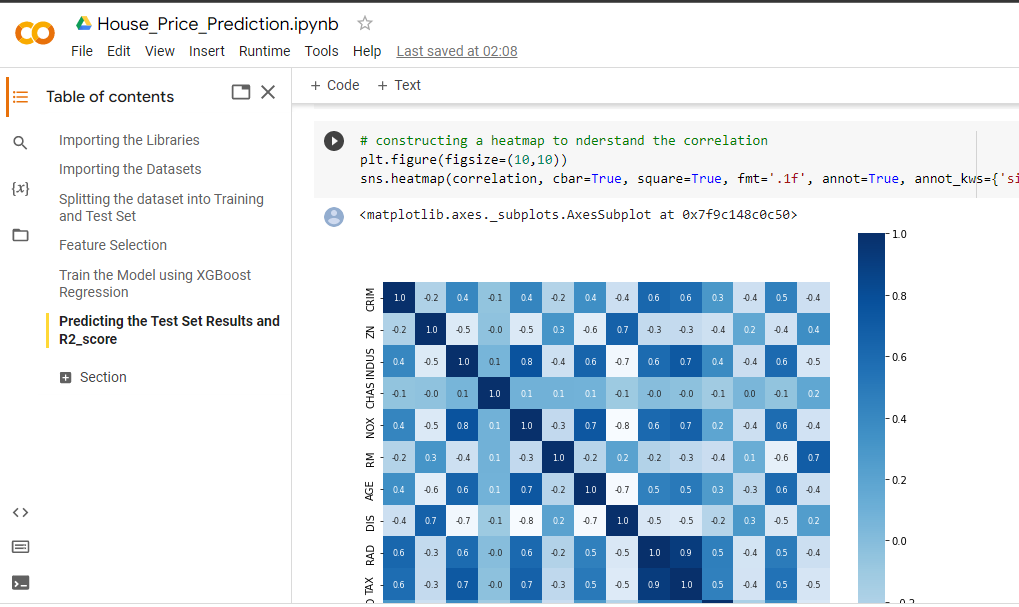 House_Price_Prediction.ipynb
File Edit View Insert Runtime Tools Help Last saved at 02:08
Table of contents
Importing the Libraries
Importing the Datasets
Splitting the dataset into Training
and Test Set
Feature Selection
Train the Model using XGBoost
Regression
Predicting the Test Set Results and
R2_score
Section
{x}
+ Code + Text
# constructing a heatmap to nderstand the correlation
plt.figure(figsize=(10,10))
sns.heatmap(correlation, cbar=True, square=True, fmt='.1f', annot=True, annot_kws={'si
<matplotlib.axes._subplots.AxesSubplot at 0x7f9c148c0c50>
CRIM 1.0 -0.2 0.4 -0.1 0.4 -0.2 0.4 -0.4 0.6 0.6 0.3 -0.4 0.5 -0.4
ZN -0.2 1.0 -0.5 -0.0 -0.5 0.3 -0.6 0.7 -0.3 -0.3 -0.4 0.2 -0.4 0.4
INDUS 0.4 -0.5 1.0 0.1 0.8 -0.4 0.6 -0.7 0.6 0.7 0.4 -0.4 0.6 -0.5
CHAS -0.1 -0.0 0.1 1.0 0.1 0.1 0.1 -0.1 -0.0 -0.0 -0.1 0.0 -0.1 0.2
NOX 0.4 -0.5 0.8 0.1 1.0 -0.3 0.7 -0.8 0.6 0.7 0.2 -0.4 0.6 -0.4
RM -0.2 0.3 -0.4 0.1 -0.3 1.0 -0.2 0.2 -0.2 -0.3 -0.4 0.1 -0.6 0.7
AGE 0.4 -0.6 0.6 0.1 0.7 -0.2 1.0 -0.7 0.5 0.5 0.3 -0.3 0.6 -0.4
DIS -0.4 0.7 -0.7 -0.1 -0.8 0.2 -0.7 1.0 -0.5 -0.5 -0.2 0.3 -0.5 0.2
RAD 0.6 -0.3 0.6 -0.0 0.6 -0.2 0.5 -0.5 1.0 0.9 0.5 -0.4 0.5 -0.4
TAX 0.6 -0.3 0.7 -0.0 0.7 -0.3 0.5 -0.5 0.9 1.0 0.5 -0.4 0.5 -0.5
1.0
0.8
0.6
0.4
0.2
0.0